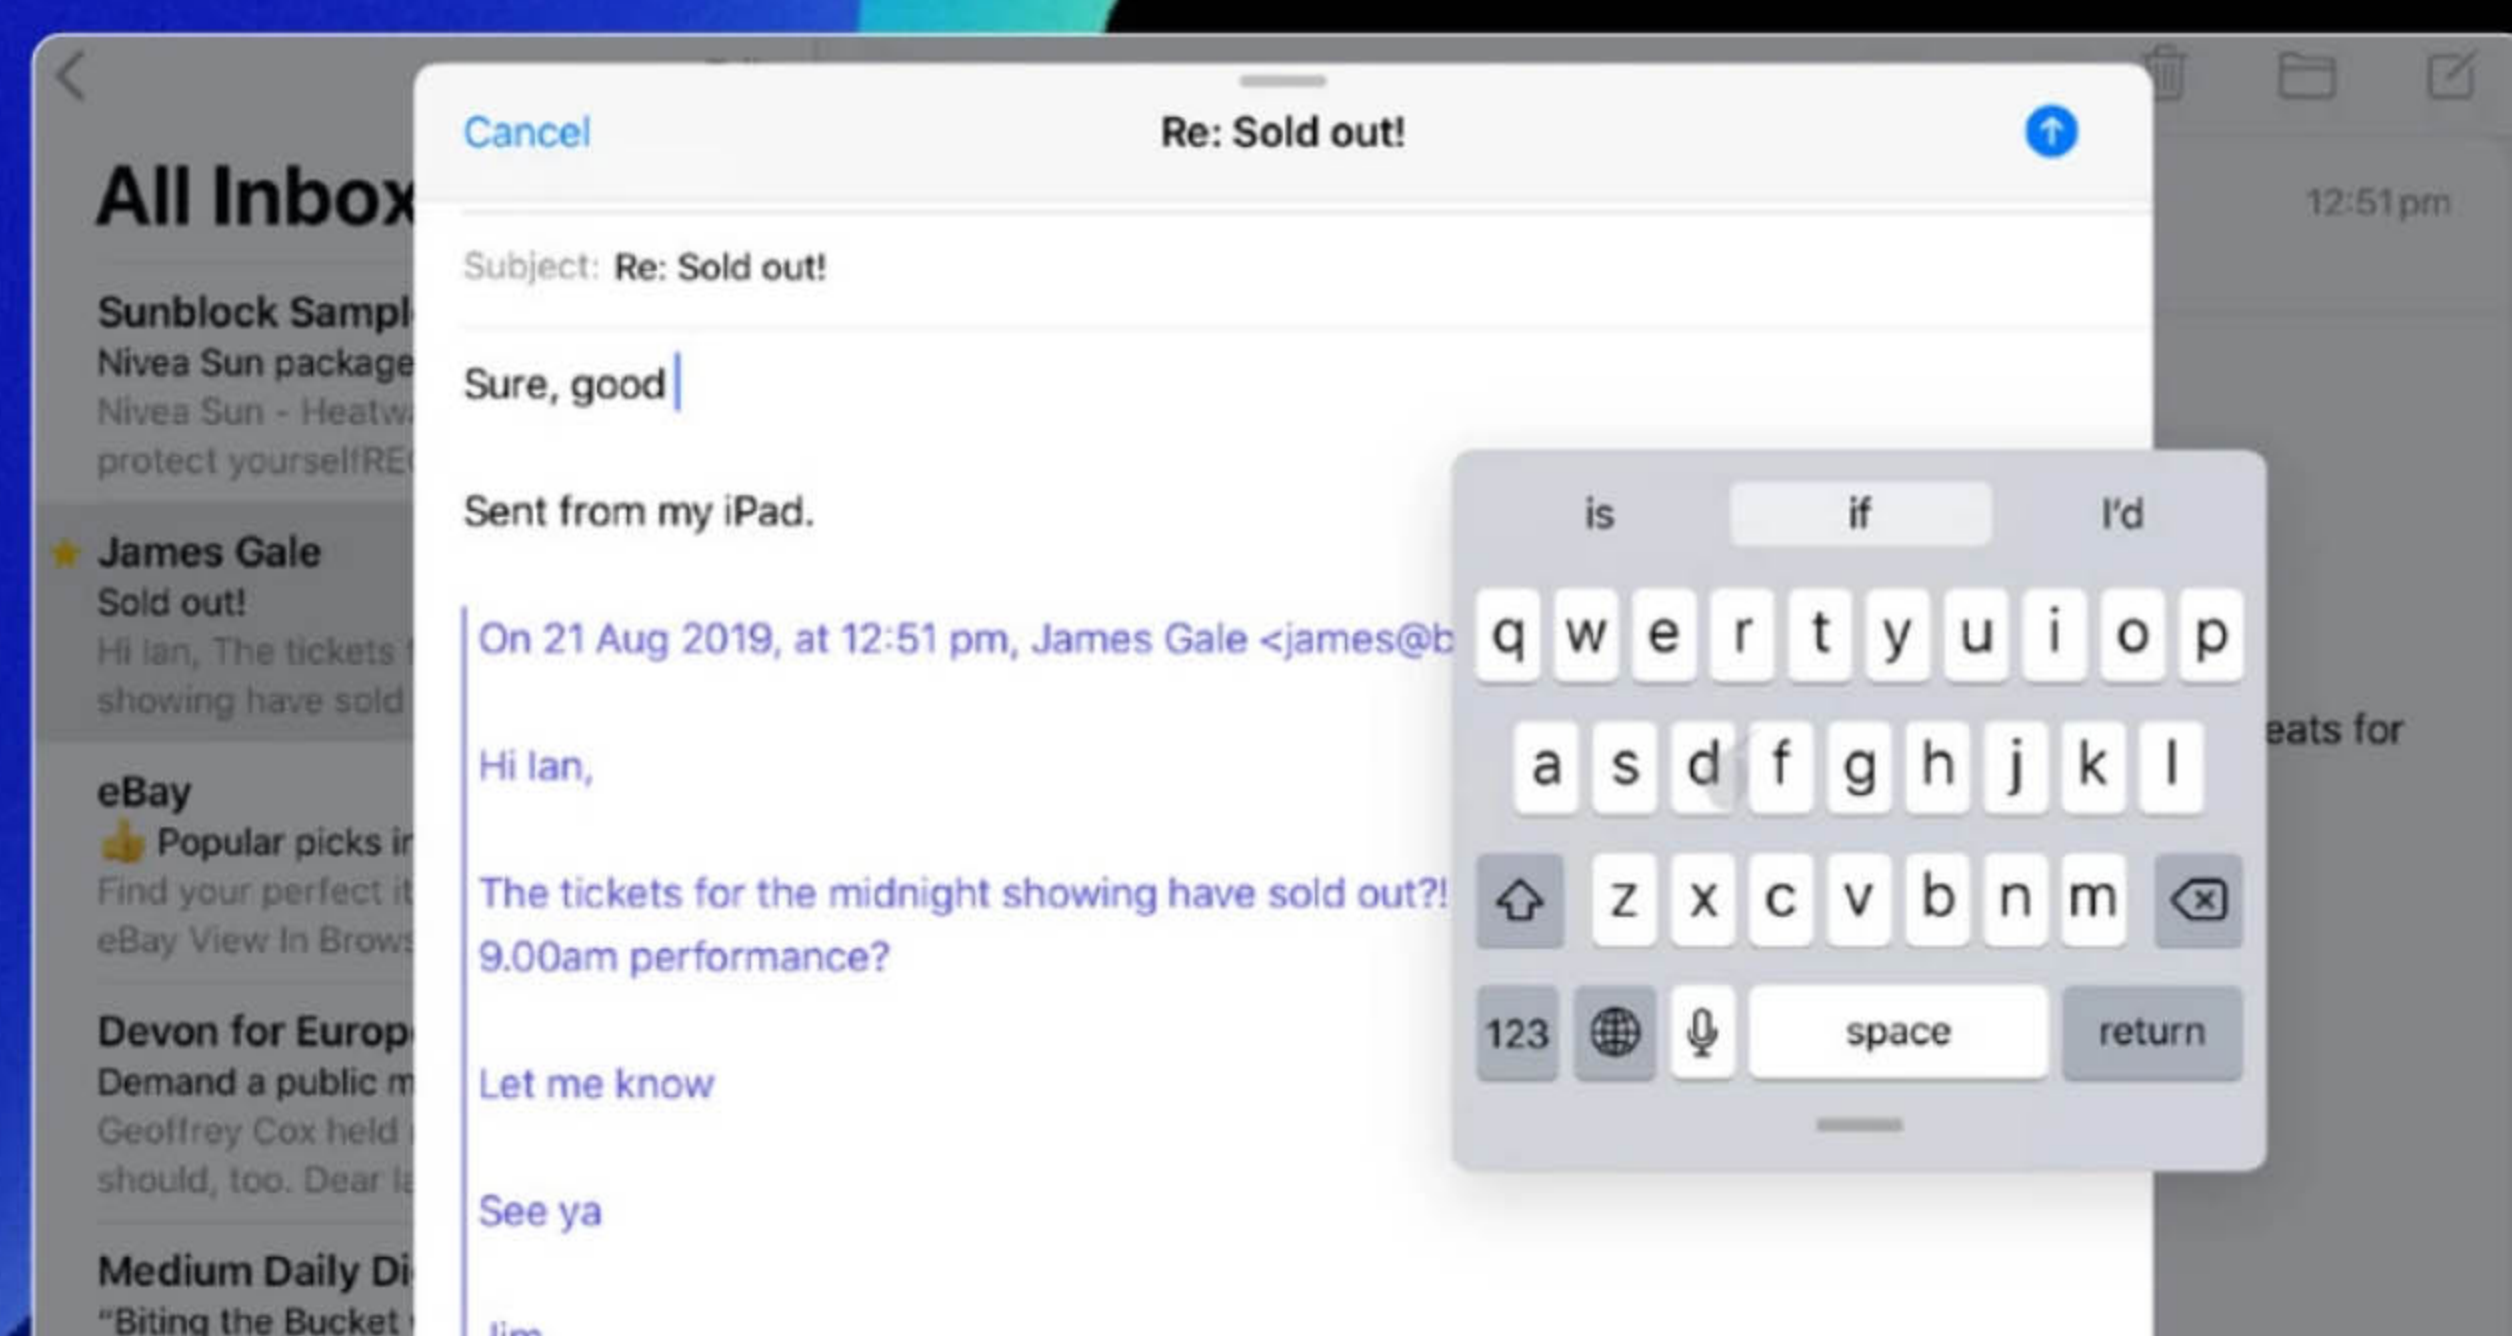 All Inbox
Sunblock Sampl
Nivea Sun package
Nivea Sun - Heatwa
protect yourselfRE
James Gale
Sold out!
Hi Ian, The tickets
showing have sold
eBay
👍 Popular picks in
Find your perfect it
eBay View In Brows
Devon for Europ
Demand a public m
Geoffrey Cox held
should, too. Dear la
Medium Daily Di
“Biting the Bucket
Cancel
Re: Sold out!
Subject: Re: Sold out!
Sure, good
Sent from my iPad.
On 21 Aug 2019, at 12:51 pm, James Gale <james@b
Hi Ian,
The tickets for the midnight showing have sold out?!
9.00am performance?
Let me know
See ya
Jim
12:51 pm
eats for
is if I’d
q w e r t y u i o p
a s d f g h j k l
z x c v b n m
123 space return